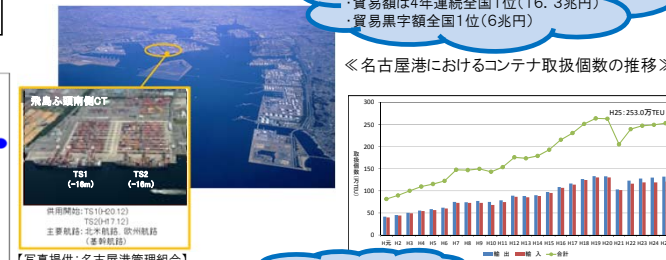 ・貿易額は4年連続全国1位(16.3兆円)
・貿易黒字額全国1位(6兆円)
≪名古屋港におけるコンテナ取扱個数の推移≫
飛島ふ頭南側CT
TS1
(-16m)
TS2
(-16m)
供用開始:TS1(H20.12)
TS2(H17.12)
主要航路:北米航路、欧州航路
(基幹航路)
【写真提供:名古屋港管理組合】
H25:253.0万TEU
300
250
200
150
100
50
0
H元 H2 H3 H4 H5 H6 H7 H8 H9 H10 H11 H12 H13 H14 H15 H16 H17 H18 H19 H20 H21 H22 H23 H24
輸 出 輸 入 合計